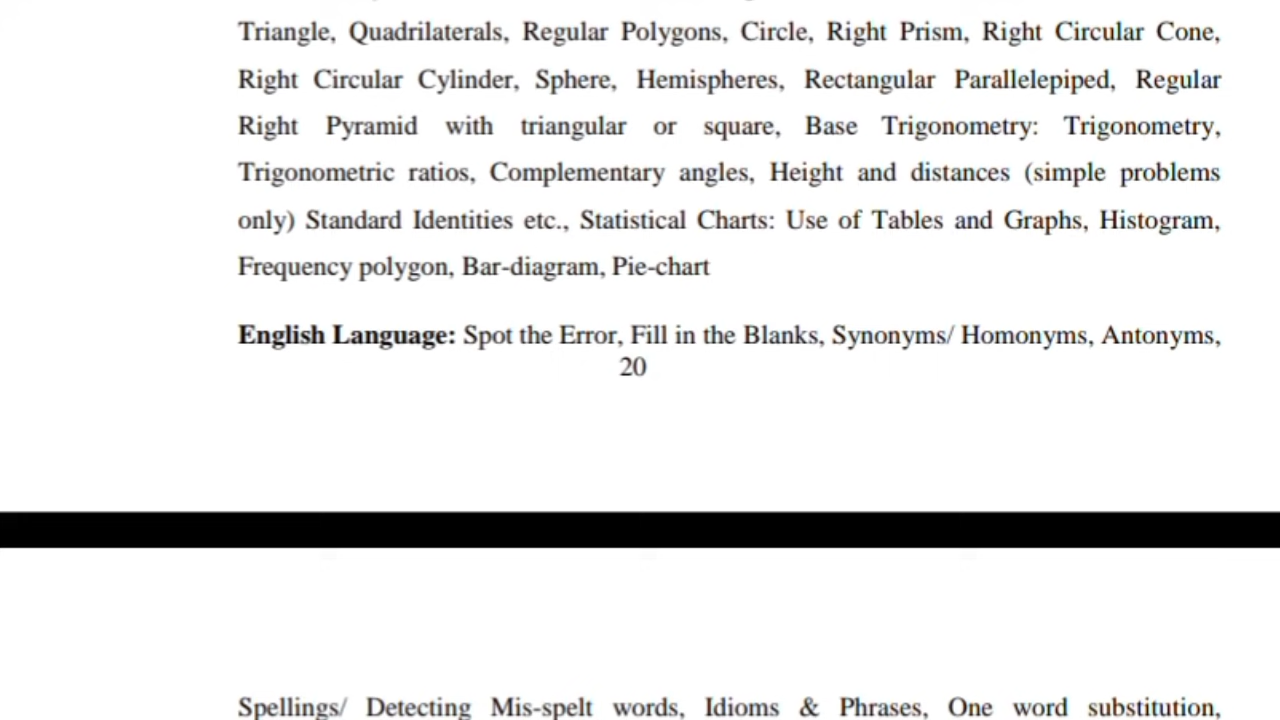 Triangle, Quadrilaterals, Regular Polygons, Circle, Right Prism, Right Circular Cone,
Right Circular Cylinder, Sphere, Hemispheres, Rectangular Parallelepiped, Regular
Right Pyramid with triangular or square, Base Trigonometry: Trigonometry,
Trigonometric ratios, Complementary angles, Height and distances (simple problems
only) Standard Identities etc., Statistical Charts: Use of Tables and Graphs, Histogram,
Frequency polygon, Bar-diagram, Pie-chart
English Language: Spot the Error, Fill in the Blanks, Synonyms/ Homonyms, Antonyms,
20
Spellings/ Detecting Mis-spelt words, Idioms & Phrases, One word substitution,